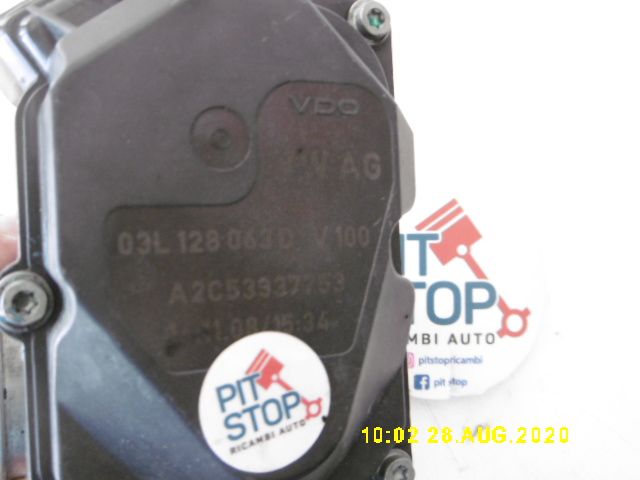 VDO
VW AG
03L 128 063 D V100
A2C53337753
PIT
STOP
RICAMBI AUTO
PIT
STOP
RICAMBI AUTO
pitstopricambi
pit stop
10:02 28.AUG.2020